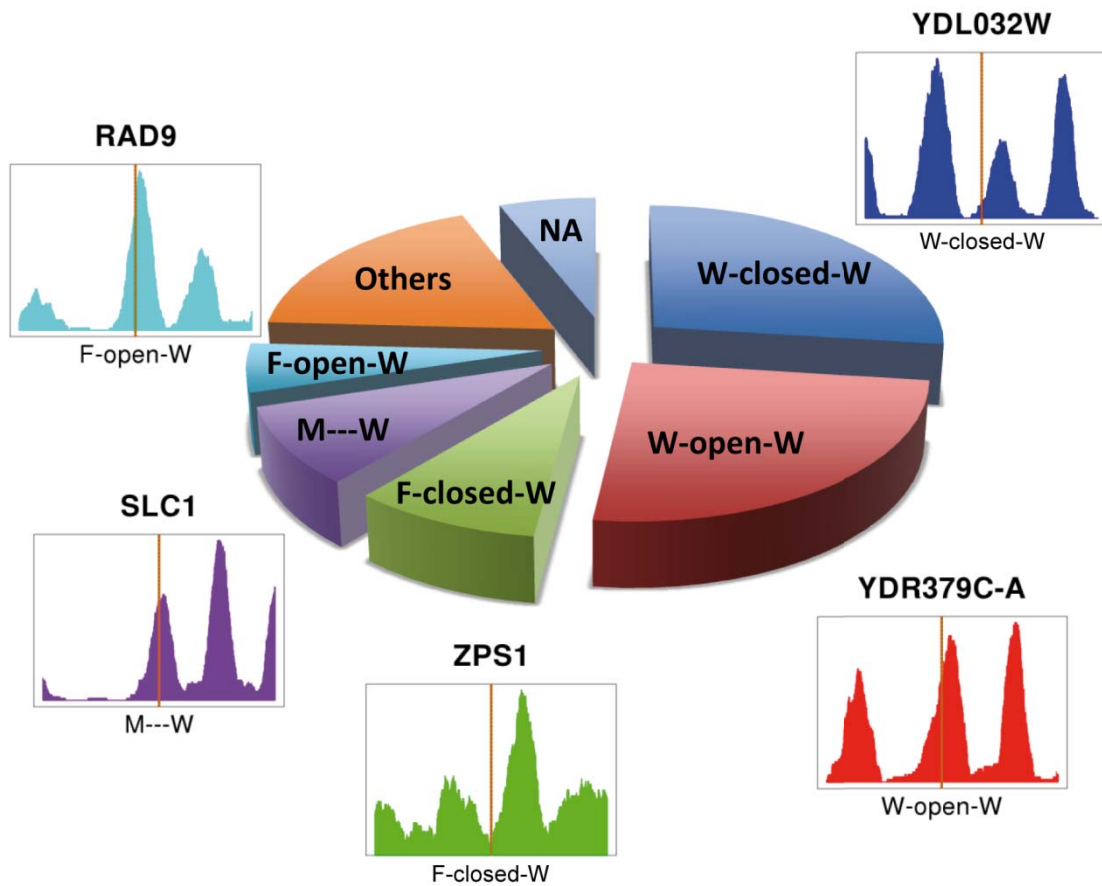 YDL032W
W-closed-W
RAD9
F-open-W
NA
Others
W-closed-W
F-open-W
M---W
W-open-W
F-closed-W
SLC1
M---W
ZPS1
F-closed-W
YDR379C-A
W-open-W